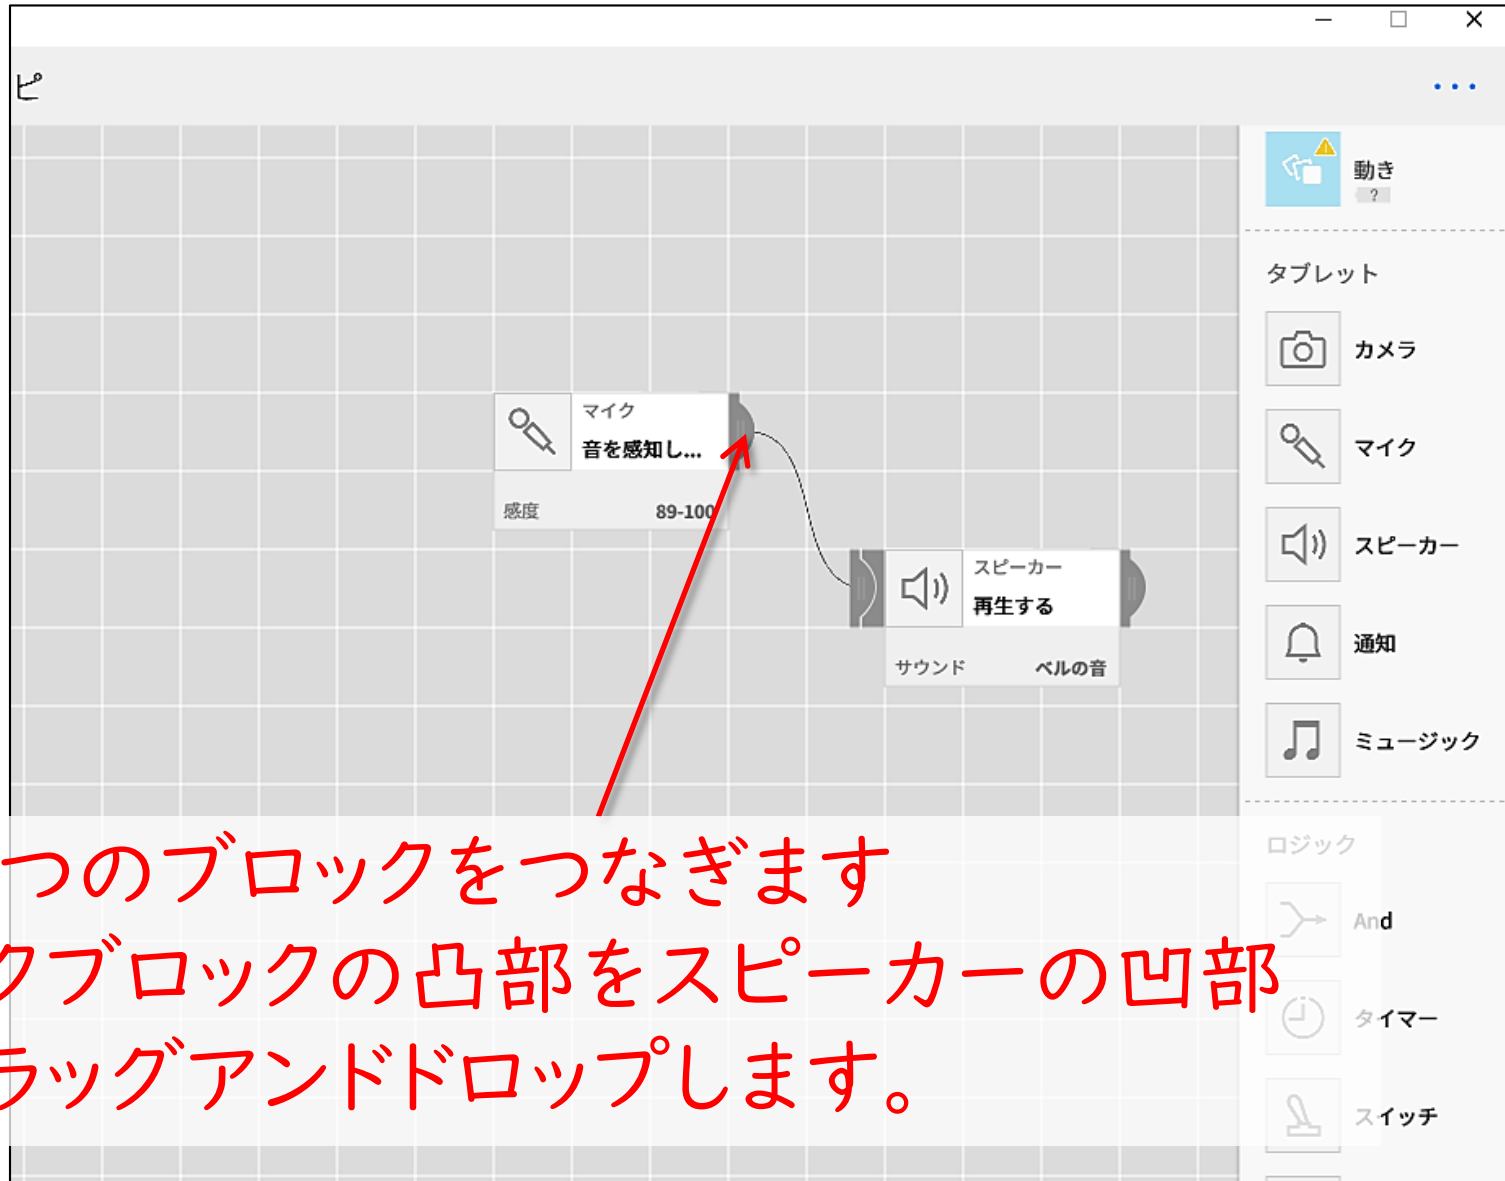 ピ
動き
?
タブレット
カメラ
マイク
スピーカー
通知
ミュージック
ロジック
And
タイマー
スイッチ
マイク
音を感知し...
感度 89-100
スピーカー
再生する
サウンド ベルの音
つのブロックをつなぎます
クブロックの凸部をスピーカーの凹部
ラッグアンドドロップします。